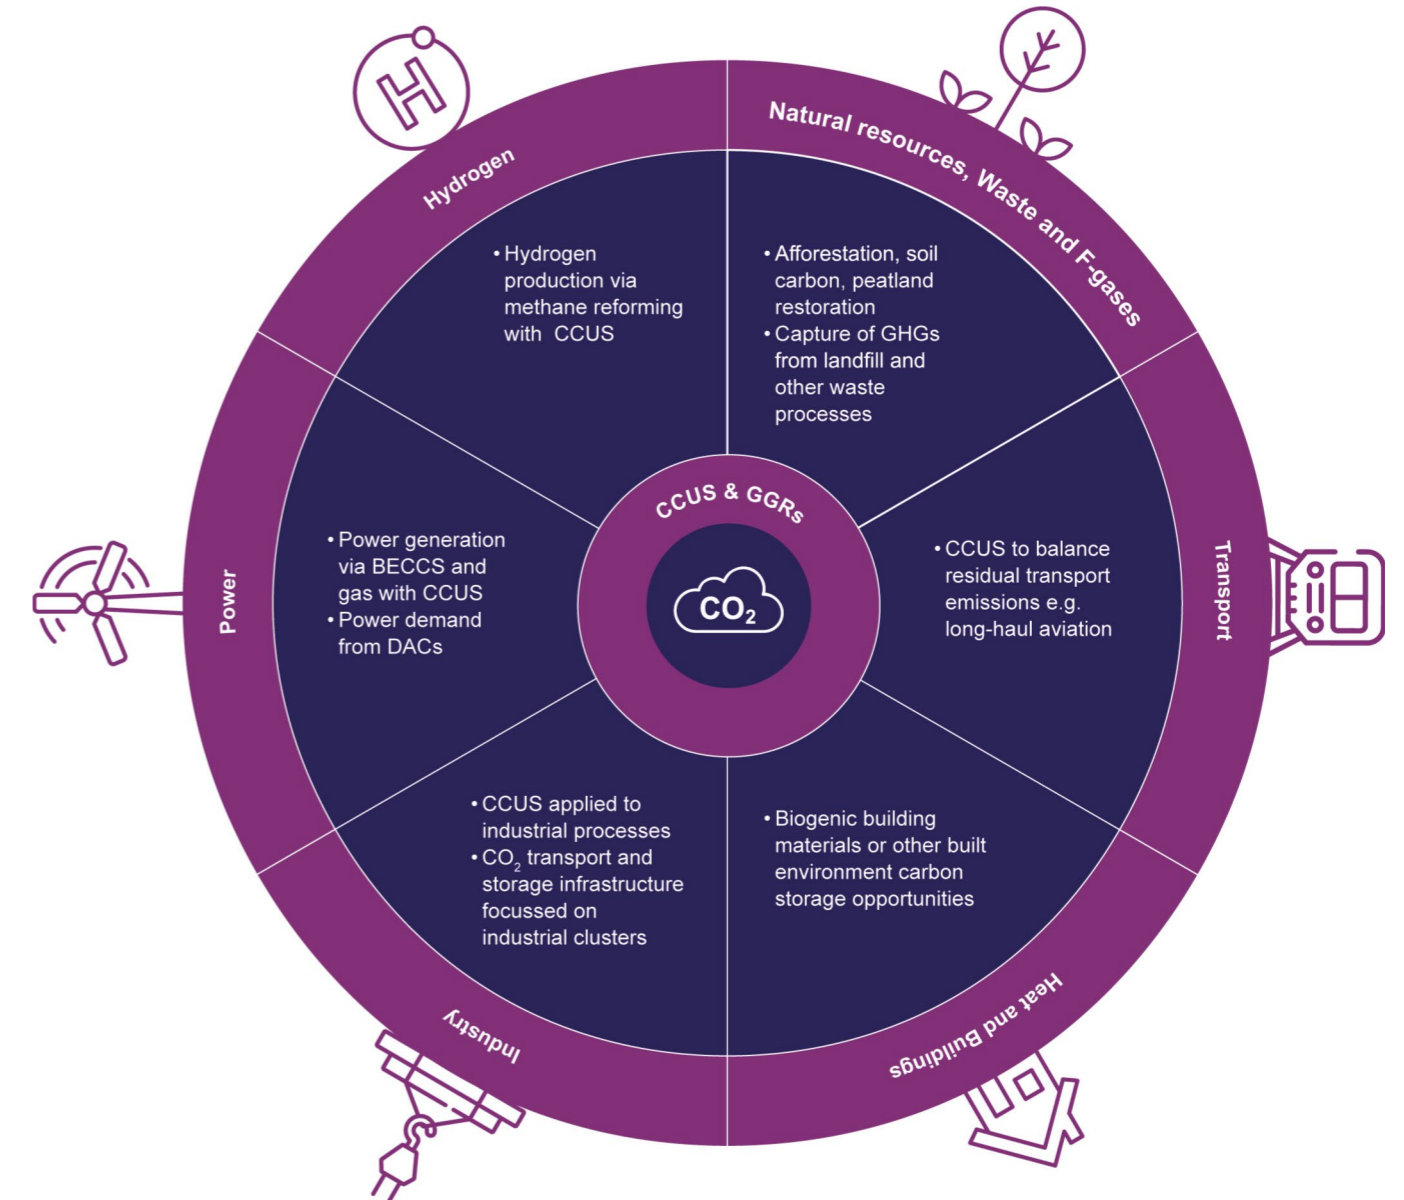 Hydrogen
• Hydrogen
production via
methane reforming
with CCUS
Natural resources, Waste and F-gases
• Afforestation, soil
carbon, peatland
restoration
• Capture of GHGs
from landfill and
other waste
processes
Transport
• CCUS to balance
residual transport
emissions e.g.
long-haul aviation
Heat and Buildings
• Biogenic building
materials or other built
environment carbon
storage opportunities
Industry
• CCUS applied to
industrial processes
• CO₂ transport and
storage infrastructure
focussed on
industrial clusters
Power
• Power generation
via BECCS and
gas with CCUS
• Power demand
from DACs
CCUS & GGRs
CO₂
H